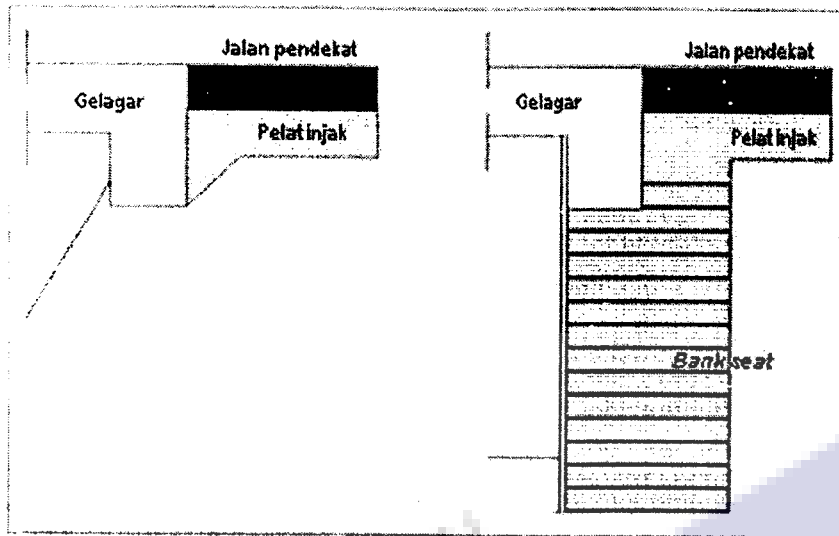 Jalan pendekat
Gelagar
Pelat injak
Jalan pendekat
Gelagar
Pelat injak
Bank seat